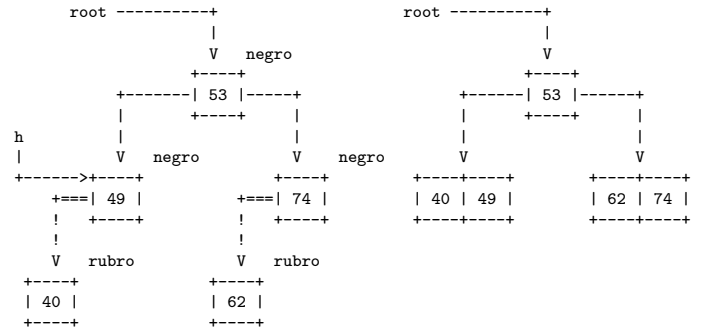 root ----------+ root ----------+
| |
V negro V
+----+ +----+
+-------| 53 |-----+ +------| 53 |------+
| +----+ | | +----+ |
h | | | |
| V negro V negro V V
+------>+----+ +----+ +----+----+ +----+----+
+===| 49 | +===| 74 | | 40 | 49 | | 62 | 74 |
! +----+ ! +----+ +----+----+ +----+----+
! !
V rubro V rubro
+----+ +----+
| 40 | | 62 |
+----+ +----+